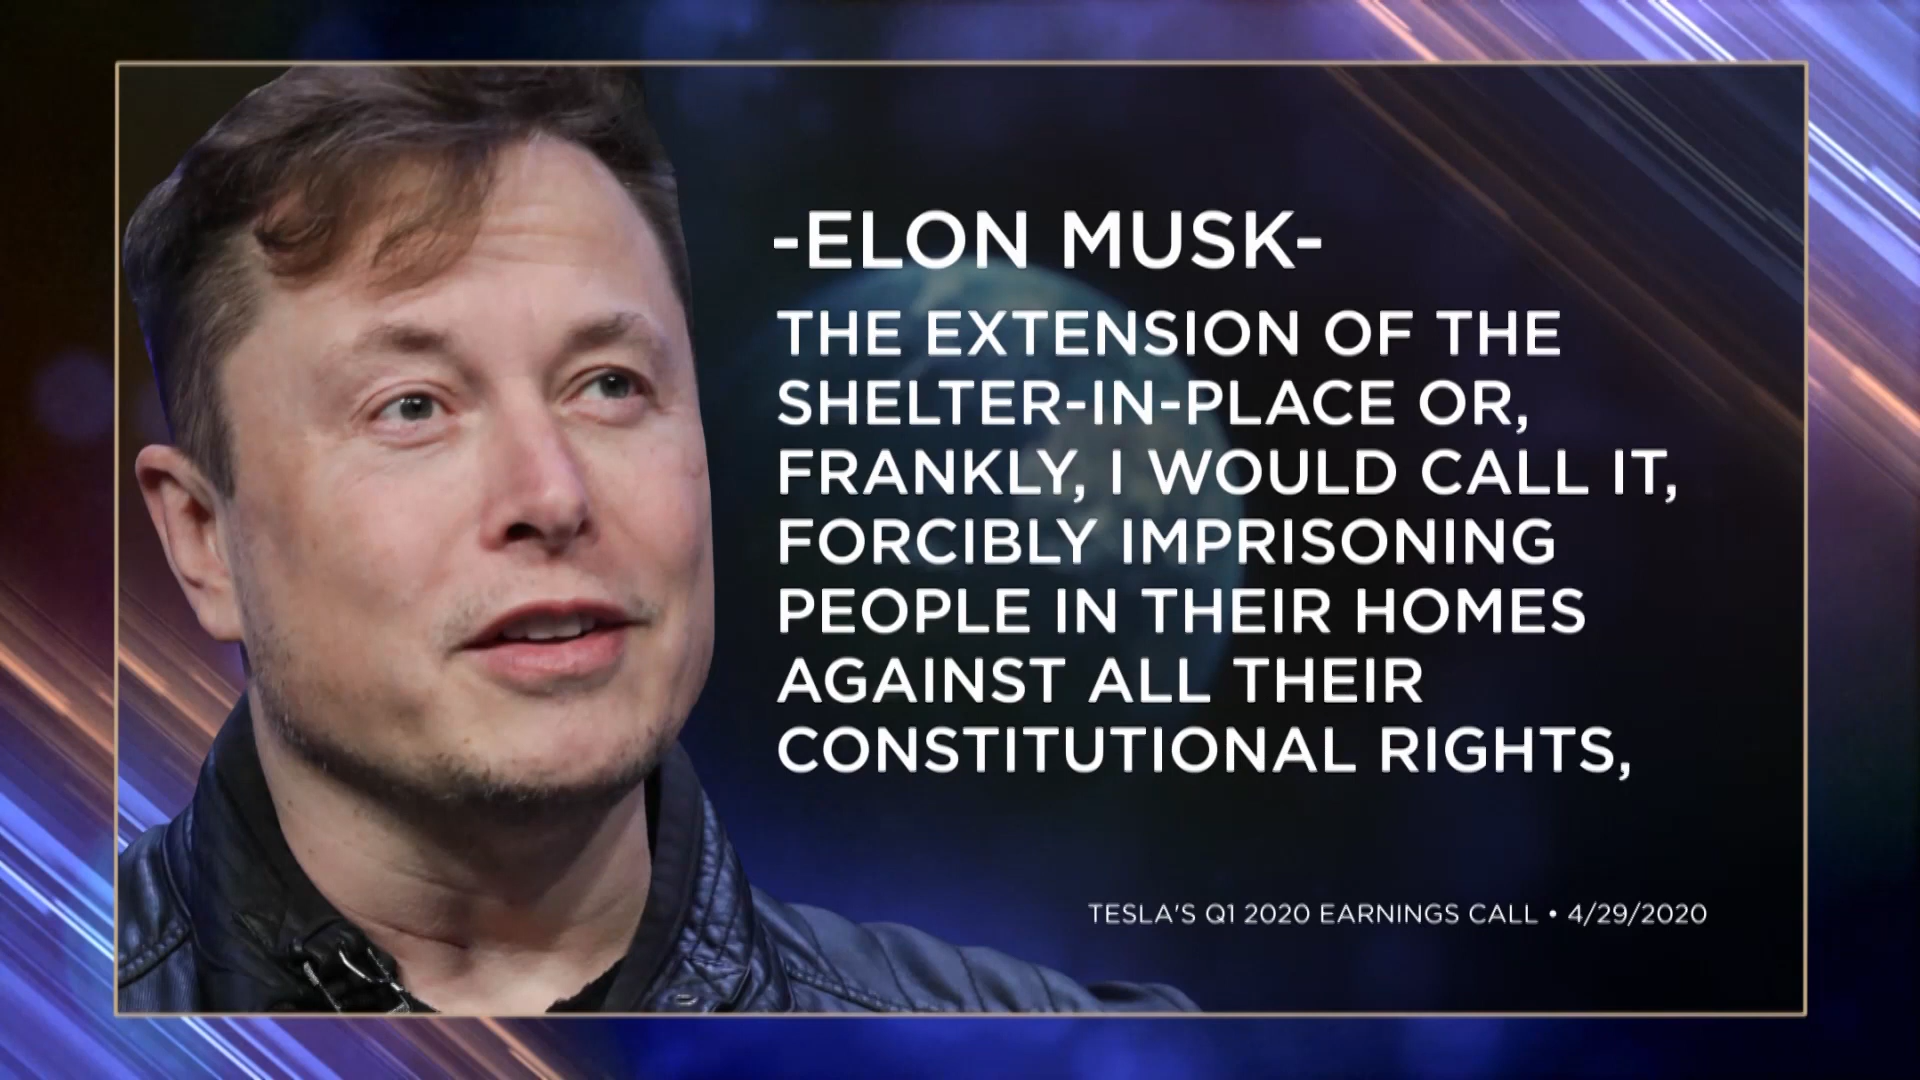 -ELON MUSK-
THE EXTENSION OF THE
SHELTER-IN-PLACE OR,
FRANKLY, I WOULD CALL IT,
FORCIBLY IMPRISONING
PEOPLE IN THEIR HOMES
AGAINST ALL THEIR
CONSTITUTIONAL RIGHTS,
TESLA'S Q1 2020 EARNINGS CALL • 4/29/2020